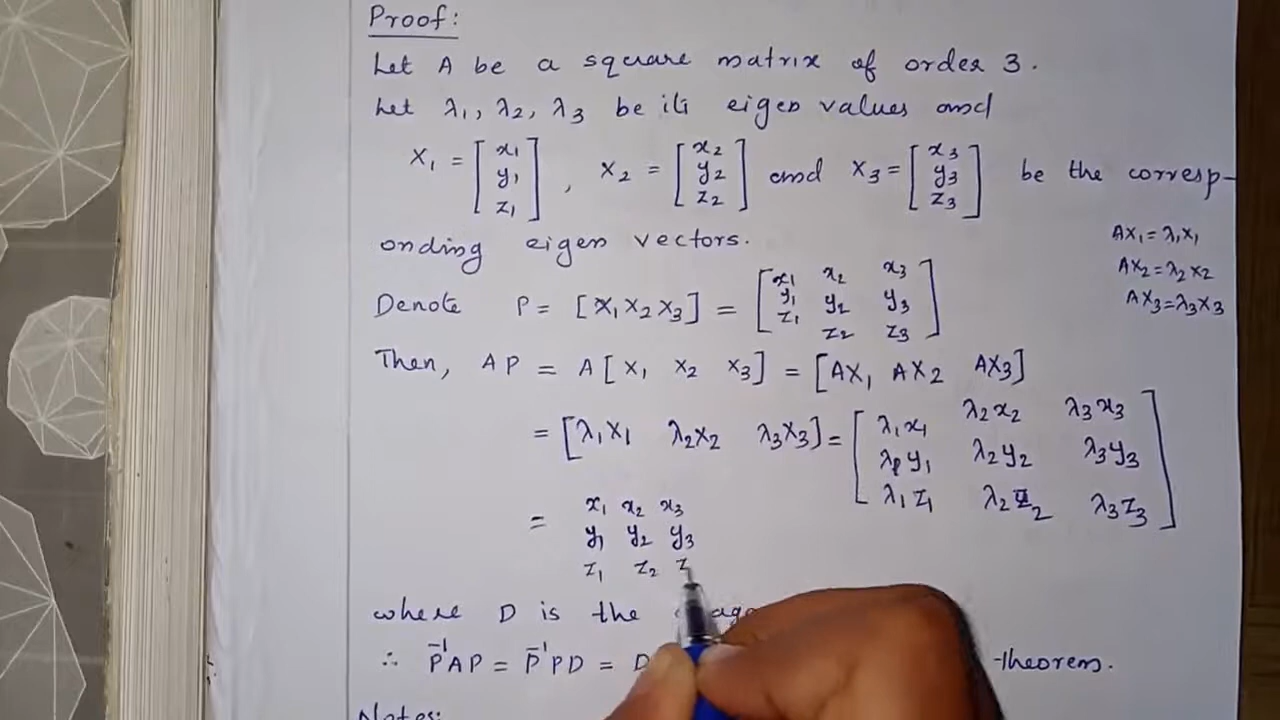 Proof:
Let A be a square matrix of order 3.
Let λ1, λ2, λ3 be its eigen values and
X1 = [x1 y1 z1], X2 = [x2 y2 z2] and X3 = [x3 y3 z3] be the corresp-
onding eigen vectors.
AX1 = λ1X1
AX2 = λ2X2
AX3 = λ3X3
Denote P = [X1 X2 X3] = [x1 x2 x3
y1 y2 y3
z1 z2 z3]
Then, AP = A[X1 X2 X3] = [AX1 AX2 AX3]
= [λ1X1 λ2X2 λ3X3] = [λ1x1 λ2x2 λ3x3
λ1y1 λ2y2 λ3y3
λ1z1 λ2z2 λ3z3]
= x1 x2 x3
y1 y2 y3
z1 z2 z
where D is the
∴ P⁻¹AP = P⁻¹PD = D theorem.
Notes: